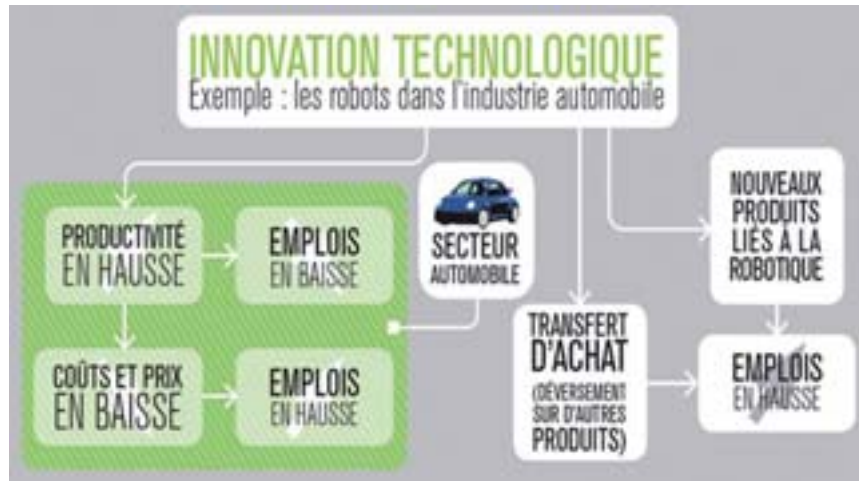 INNOVATION TECHNOLOGIQUE
Exemple : les robots dans l'industrie automobile
PRODUCTIVITÉ
EN HAUSSE
EMPLOIS
EN BAISSE
COÛTS ET PRIX
EN BAISSE
EMPLOIS
EN HAUSSE
SECTEUR
AUTOMOBILE
TRANSFERT
D'ACHAT
(DÉVERSEMENT
SUR D'AUTRES
PRODUITS)
NOUVEAUX
PRODUITS
LIÉS À LA
ROBOTIQUE
EMPLOIS
EN HAUSSE